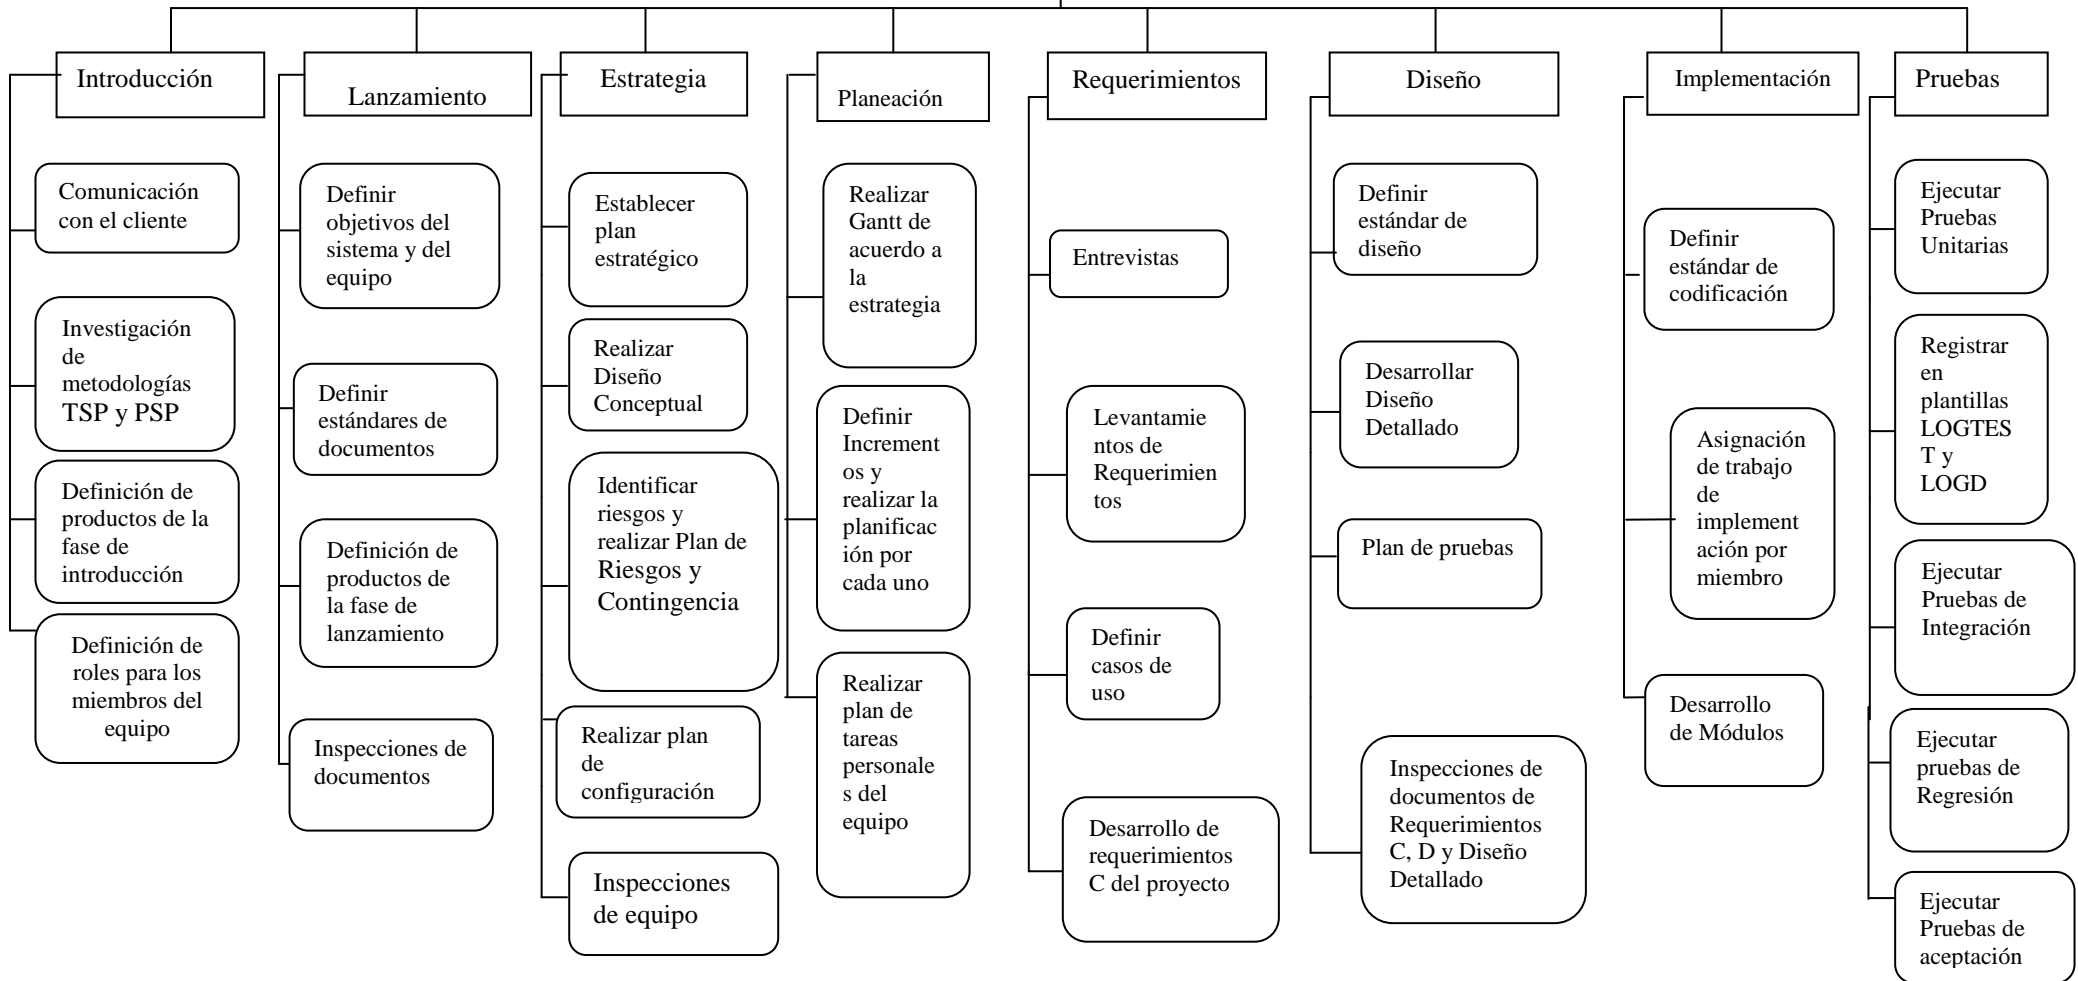 Introducción
Comunicación
con el cliente
Investigación
de
metodologías
TSP y PSP
Definición de
productos de la
fase de
introducción
Definición de
roles para los
miembros del
equipo
Lanzamiento
Definir
objetivos del
sistema y del
equipo
Definir
estándares de
documentos
Definición de
productos de
la fase de
lanzamiento
Inspecciones de
documentos
Estrategia
Establecer
plan
estratégico
Realizar
Diseño
Conceptual
Identificar
riesgos y
realizar Plan de
Riesgos y
Contingencia
Realizar plan
de
configuración
Inspecciones
de equipo
Planeación
Realizar
Gantt de
acuerdo a
la
estrategia
Definir
Increment
os y
realizar la
planificac
ión por
cada uno
Realizar
plan de
tareas
personale
s del
equipo
Requerimientos
Entrevistas
Levantamie
ntos de
Requerimien
tos
Definir
casos de
uso
Desarrollo de
requerimientos
C del proyecto
Diseño
Definir
estándar de
diseño
Desarrollar
Diseño
Detallado
Plan de pruebas
Inspecciones de
documentos de
Requerimientos
C, D y Diseño
Detallado
Implementación
Definir
estándar de
codificación
Asignación
de trabajo
de
implement
ación por
miembro
Desarrollo
de Módulos
Pruebas
Ejecutar
Pruebas
Unitarias
Registrar
en
plantillas
LOGTES
T y
LOGD
Ejecutar
Pruebas de
Integración
Ejecutar
pruebas de
Regresión
Ejecutar
Pruebas de
aceptación